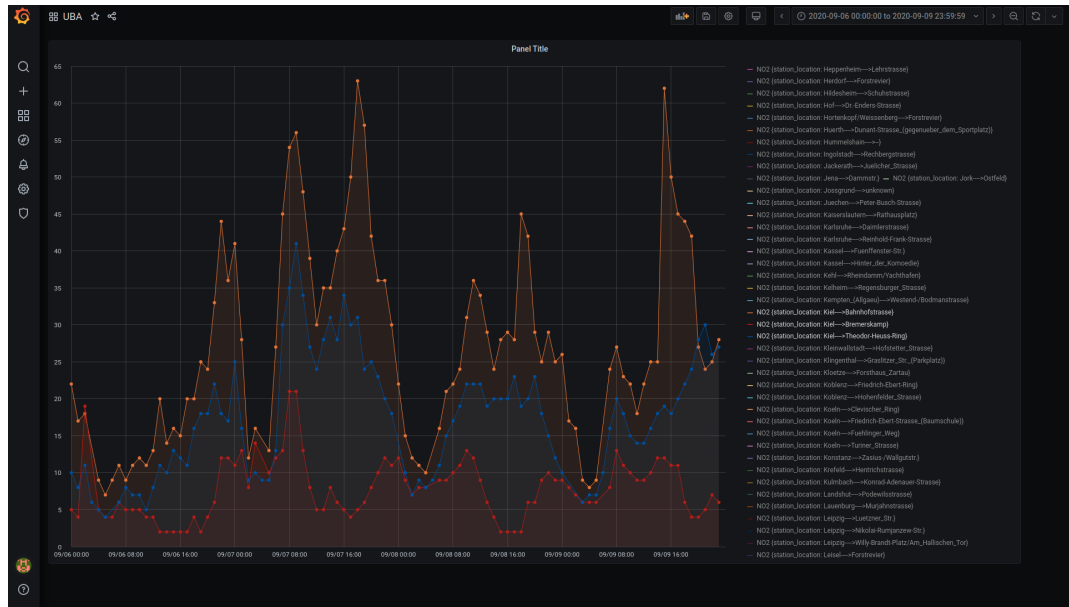 UBA
2020-09-06 00:00:00 to 2020-09-09 23:59:59
Panel Title
65
60
55
50
45
40
35
30
25
20
15
10
5
0
09/06 00:00 09/06 08:00 09/06 16:00 09/07 00:00 09/07 08:00 09/07 16:00 09/08 00:00 09/08 08:00 09/08 16:00 09/09 00:00 09/09 08:00 09/09 16:00
NO2 {station_location: Heppenheim--->Lehrstrasse}
NO2 {station_location: Herdorf--->Forstrevier}
NO2 {station_location: Hildesheim--->Schuhstrasse}
NO2 {station_location: Hof--->Dr.-Enders-Strasse}
NO2 {station_location: Hortenkopf/Weissenberg--->Forstrevier}
NO2 {station_location: Huerth--->Dunant-Strasse_(gegenueber_dem_Sportplatz)}
NO2 {station_location: Hummelshain--->-}
NO2 {station_location: Ingolstadt--->Rechbergstrasse}
NO2 {station_location: Jackerath--->Juelicher_Strasse}
NO2 {station_location: Jena--->Dammstr.} NO2 {station_location: Jork--->Ostfeld}
NO2 {station_location: Jossgrund--->unknown}
NO2 {station_location: Juechen--->Peter-Busch-Strasse}
NO2 {station_location: Kaiserslautern--->Rathausplatz}
NO2 {station_location: Karlsruhe--->Daimlerstrasse}
NO2 {station_location: Karlsruhe--->Reinhold-Frank-Strasse}
NO2 {station_location: Kassel--->Fuenffenster-Str.}
NO2 {station_location: Kassel--->Hinter_der_Komoedie}
NO2 {station_location: Kehl--->Rheindamm/Yachthafen}
NO2 {station_location: Kelheim--->Regensburger_Strasse}
NO2 {station_location: Kempten_(Allgaeu)--->Westend-/Bodmanstrasse}
NO2 {station_location: Kiel--->Bahnhofstrasse}
NO2 {station_location: Kiel--->Bremerskamp}
NO2 {station_location: Kiel--->Theodor-Heuss-Ring}
NO2 {station_location: Kleinwallstadt--->Hofstetter_Strasse}
NO2 {station_location: Klingenthal--->Graslitzer_Str._(Parkplatz)}
NO2 {station_location: Kloetze--->Forsthaus_Zartau}
NO2 {station_location: Koblenz--->Friedrich-Ebert-Ring}
NO2 {station_location: Koblenz--->Hohenfelder_Strasse}
NO2 {station_location: Koeln--->Clevischer_Ring}
NO2 {station_location: Koeln--->Friedrich-Ebert-Strasse_(Baumschule)}
NO2 {station_location: Koeln--->Fuehlinger_Weg}
NO2 {station_location: Koeln--->Turiner_Strasse}
NO2 {station_location: Konstanz--->Zasius-/Wallgutstr.}
NO2 {station_location: Krefeld--->Hentrichstrasse}
NO2 {station_location: Kulmbach--->Konrad-Adenauer-Strasse}
NO2 {station_location: Landshut--->Podewilsstrasse}
NO2 {station_location: Lauenburg--->Murjahnstrasse}
NO2 {station_location: Leipzig--->Luetzner_Str.}
NO2 {station_location: Leipzig--->Nikolai-Rumjanzew-Str.}
NO2 {station_location: Leipzig--->Willy-Brandt-Platz/Am_Hallischen_Tor}
NO2 {station_location: Leisel--->Forstrevier}